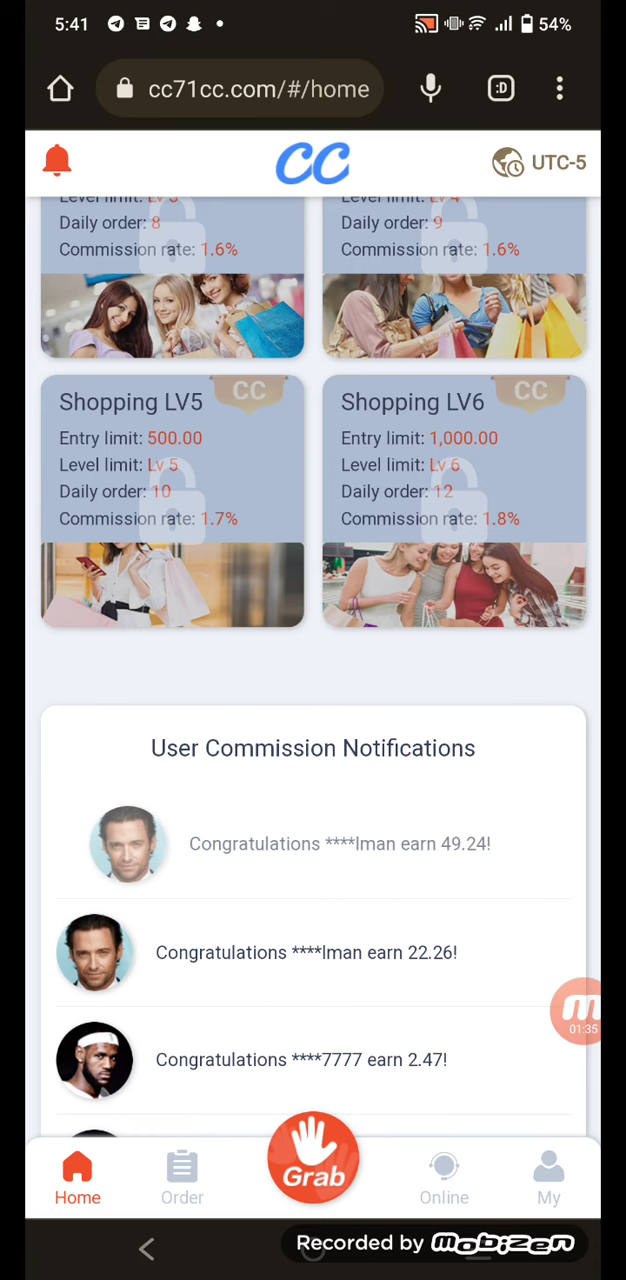 5:41
54%
cc71cc.com/#/home
:D
CC
UTC-5
Level limit: Lv 3
Daily order: 8
Commission rate: 1.6%
Level limit: Lv 4
Daily order: 9
Commission rate: 1.6%
CC
Shopping LV5
Entry limit: 500.00
Level limit: Lv 5
Daily order: 10
Commission rate: 1.7%
CC
Shopping LV6
Entry limit: 1,000.00
Level limit: Lv 6
Daily order: 12
Commission rate: 1.8%
User Commission Notifications
Congratulations ****lman earn 49.24!
Congratulations ****lman earn 22.26!
Congratulations ****7777 earn 2.47!
m
01:35
Grab
Home
Order
Online
My
Recorded by mobizen